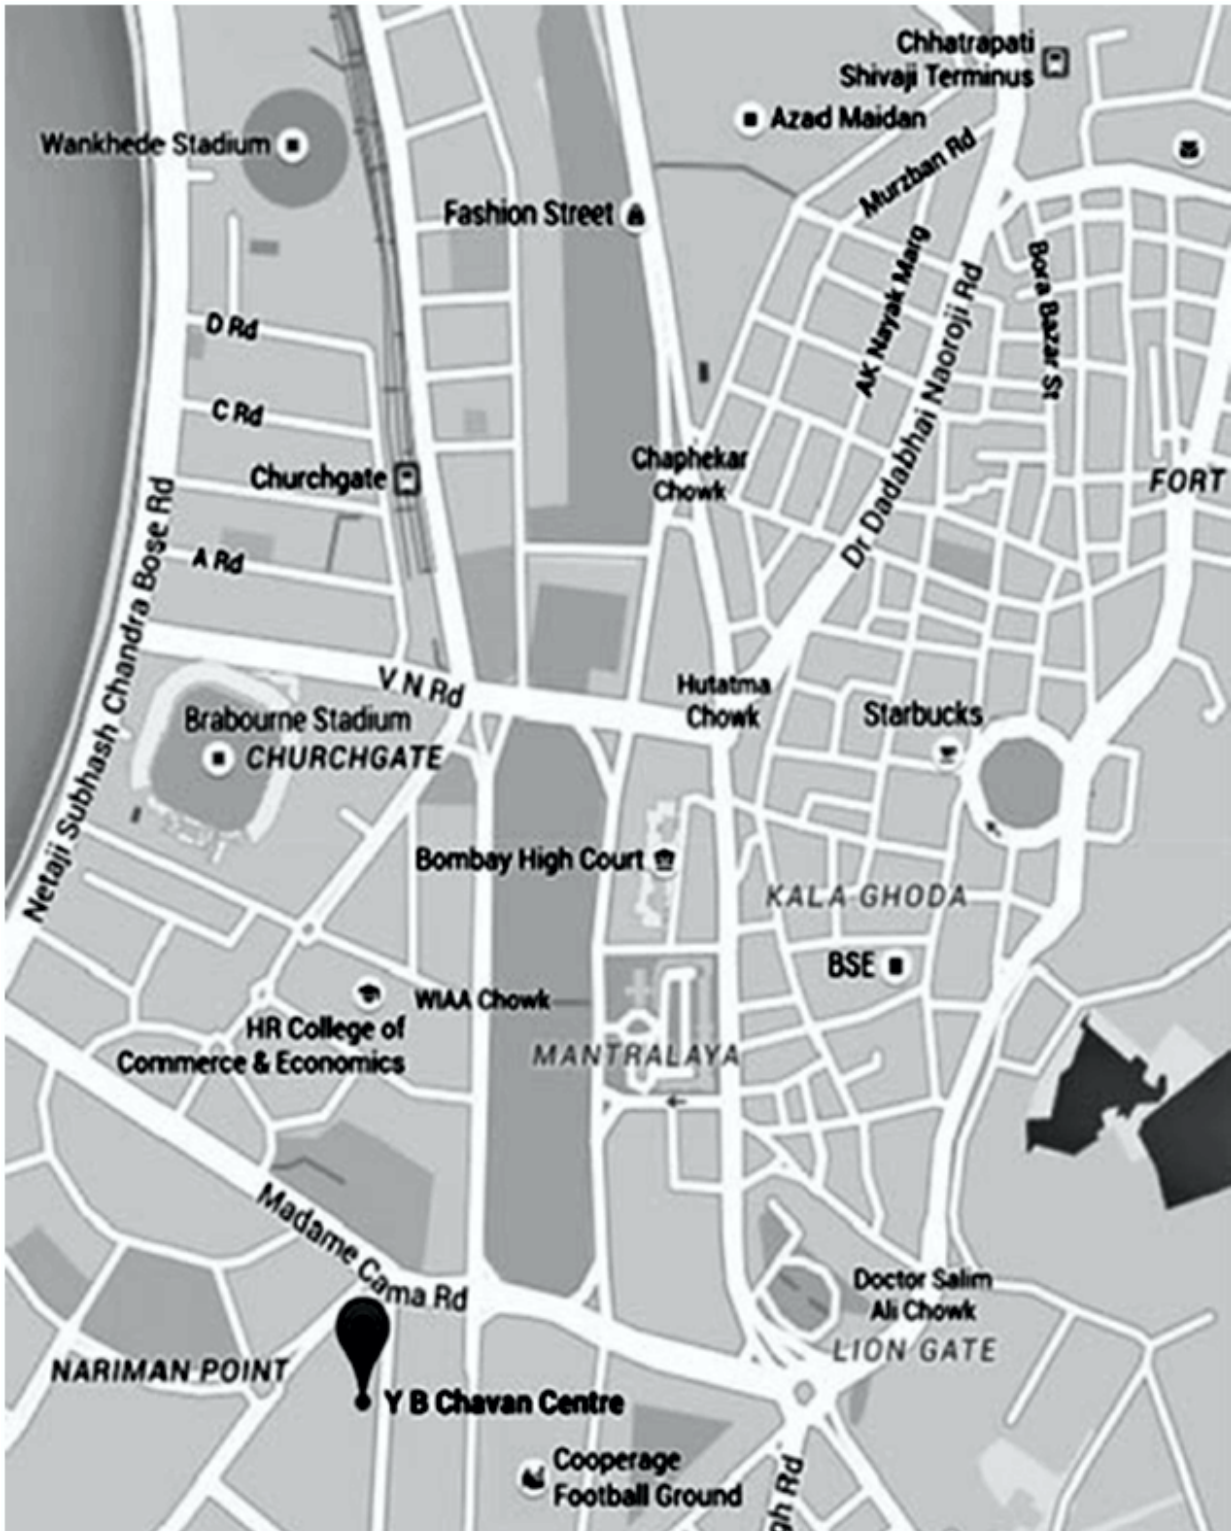 Chhatrapati
Shivaji Terminus
Azad Maidan
Wankhede Stadium
Murzban Rd
Fashion Street
AK Nayak Marg
Bora Bazar St
Dr Dadabhai Naoroji Rd
D Rd
C Rd
Chaphekar
Chowk
Churchgate
FORT
Netaji Subhash Chandra Bose Rd
A Rd
V N Rd
Hutatma
Chowk
Starbucks
Brabourne Stadium
CHURCHGATE
Bombay High Court
KALA GHODA
BSE
WIAA Chowk
HR College of
Commerce & Economics
MANTRALAYA
Madame Cama Rd
Doctor Salim
Ali Chowk
LION GATE
NARIMAN POINT
Y B Chavan Centre
Cooperage
Football Ground
gh Rd